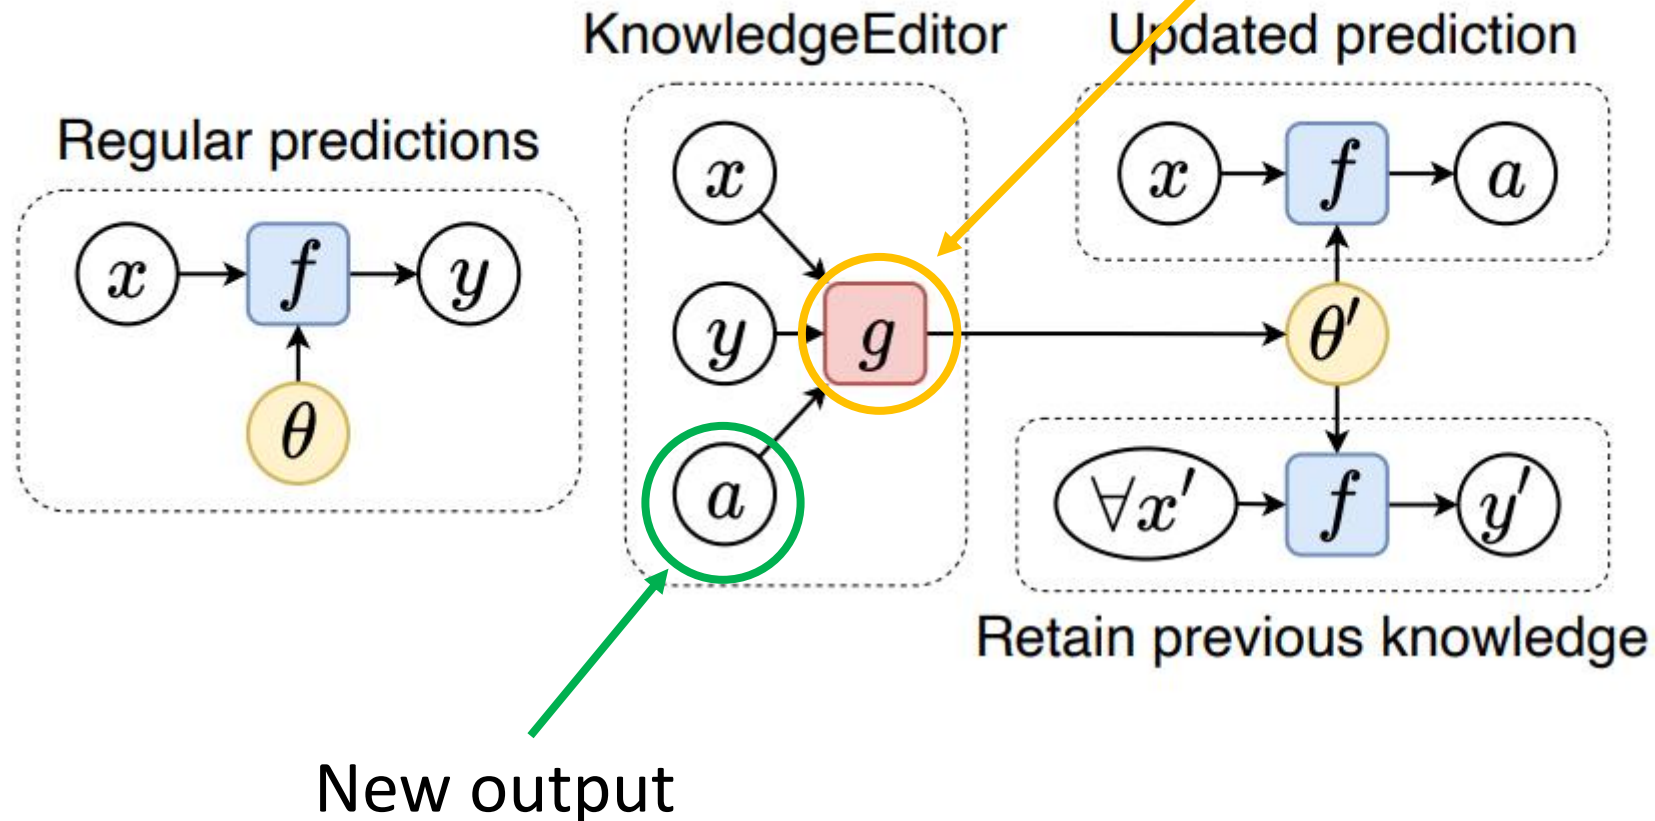 KnowledgeEditor
Updated prediction
Regular predictions
x
f
y
θ
x
y
a
g
x
f
a
θ′
∀x′
f
y′
Retain previous knowledge
New output